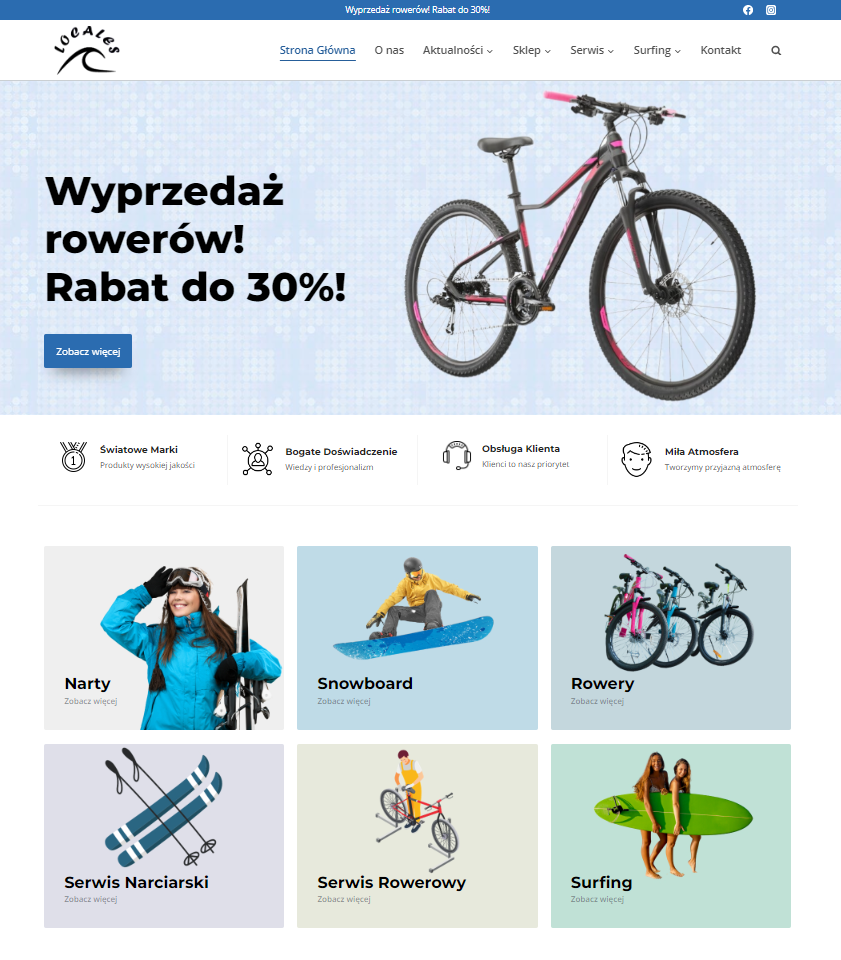 Wyprzedaż rowerów! Rabat do 30%!
LOCALES
Strona Główna
O nas
Aktualności
Sklep
Serwis
Surfing
Kontakt
Wyprzedaż
rowerów!
Rabat do 30%!
Zobacz więcej
Światowe Marki
Produkty wysokiej jakości
Bogate Doświadczenie
Wiedzy i profesjonalizm
Obsługa Klienta
Klienci to nasz priorytet
Miła Atmosfera
Tworzymy przyjazną atmosferę
1
Narty
Zobacz więcej
Snowboard
Zobacz więcej
Rowery
Zobacz więcej
Serwis Narciarski
Zobacz więcej
Serwis Rowerowy
Zobacz więcej
Surfing
Zobacz więcej